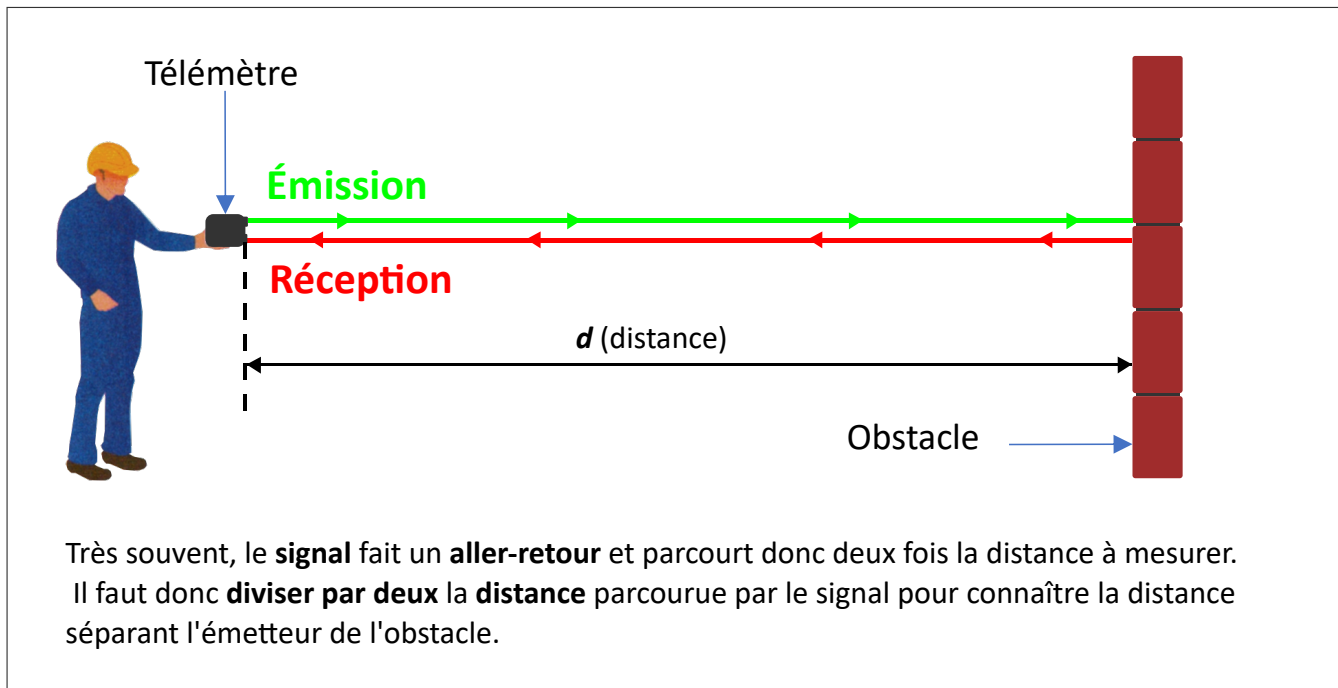 Télémètre
Émission
Réception
d (distance)
Obstacle
Très souvent, le signal fait un aller-retour et parcourt donc deux fois la distance à mesurer.
Il faut donc diviser par deux la distance parcourue par le signal pour connaître la distance
séparant l'émetteur de l'obstacle.